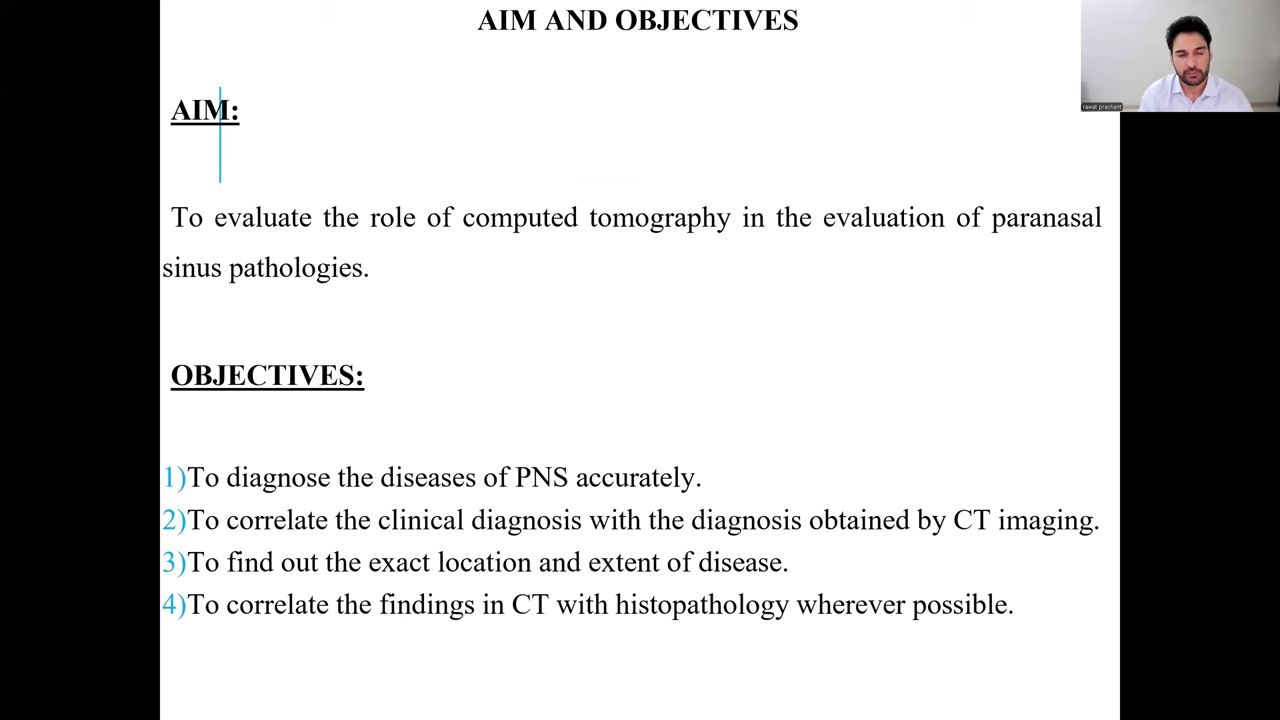 AIM AND OBJECTIVES
rawat prashant
AIM:
To evaluate the role of computed tomography in the evaluation of paranasal
sinus pathologies.
OBJECTIVES:
1)To diagnose the diseases of PNS accurately.
2)To correlate the clinical diagnosis with the diagnosis obtained by CT imaging.
3)To find out the exact location and extent of disease.
4)To correlate the findings in CT with histopathology wherever possible.